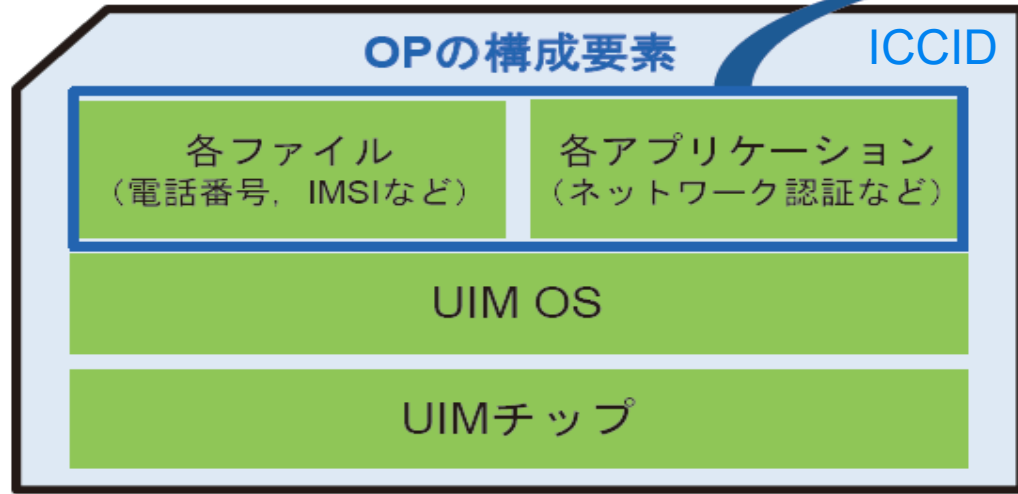 OPの構成要素
ICCID
各ファイル
（電話番号，IMSIなど）
各アプリケーション
（ネットワーク認証など）
UIM OS
UIMチップ